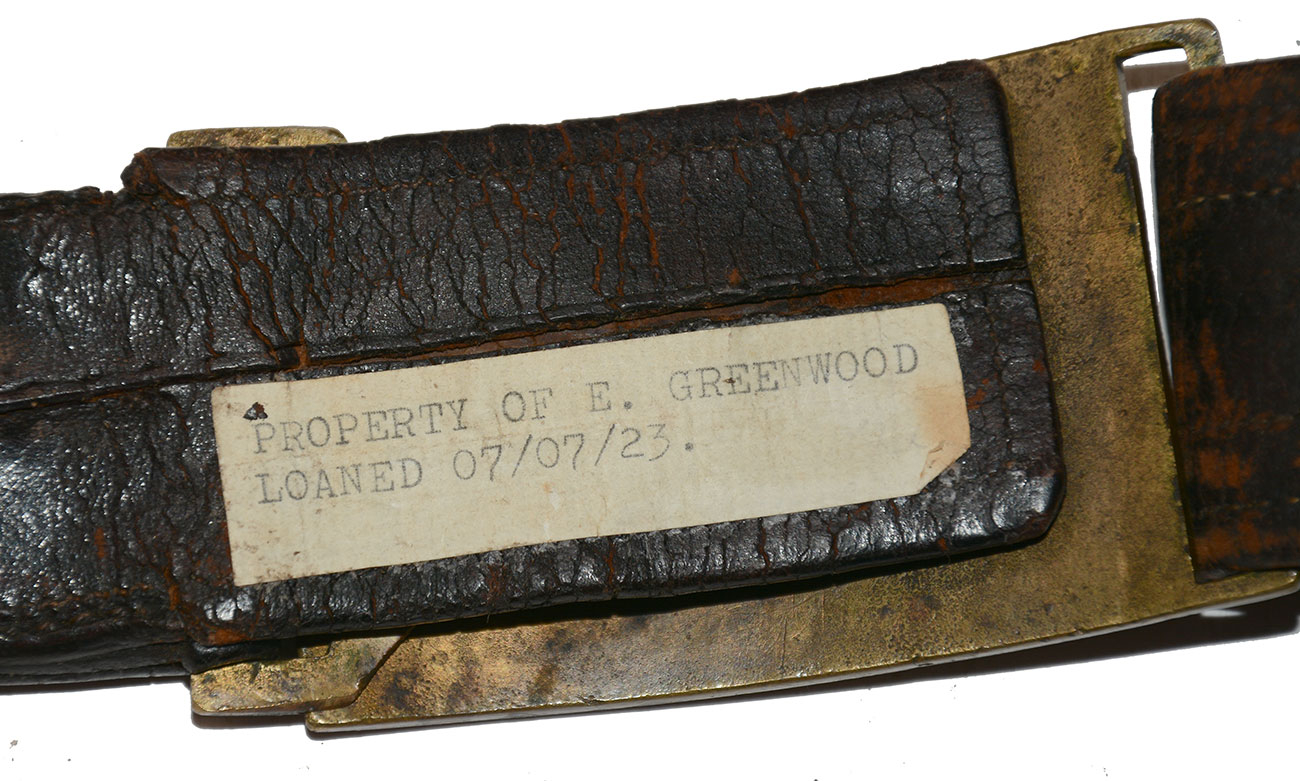 PROPERTY OF E. GREENWOOD
LOANED 07/07/23.